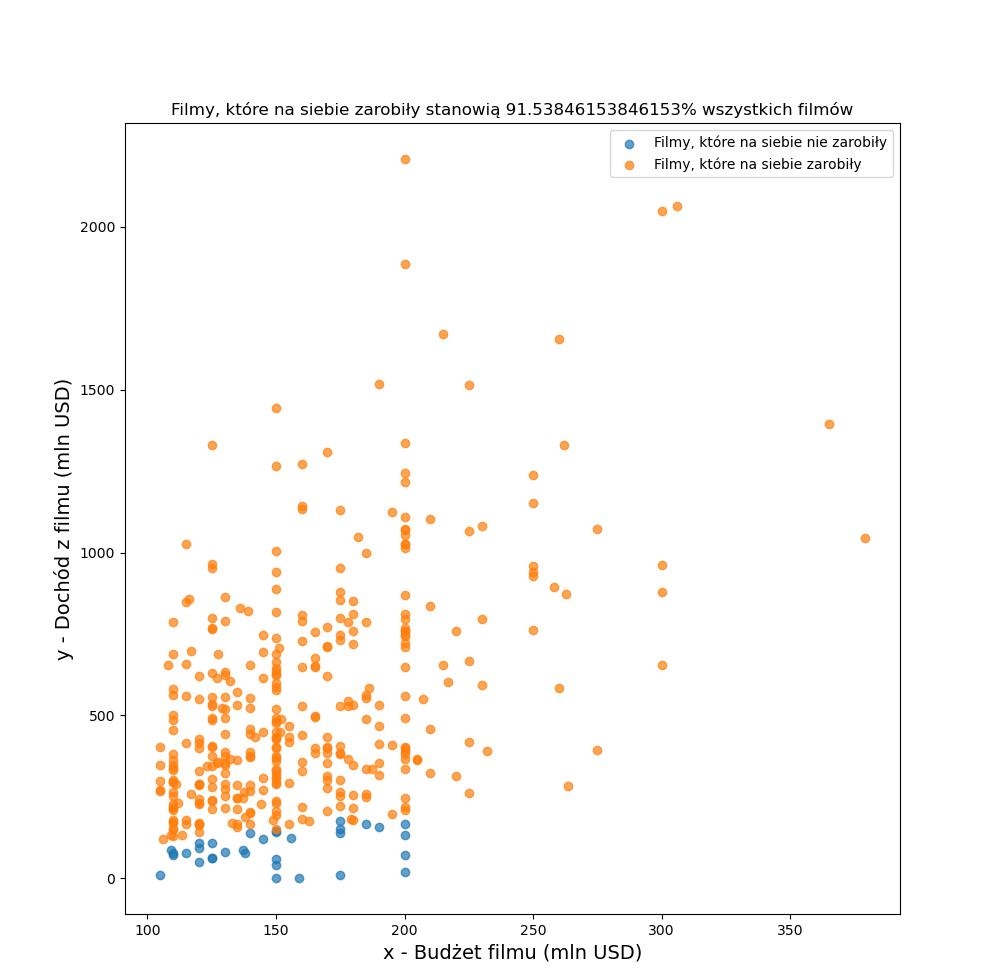 Filmy, które na siebie zarobiły stanowią 91.53846153846153% wszystkich filmów
Filmy, które na siebie nie zarobiły
Filmy, które na siebie zarobiły
y - Dochód z filmu (mln USD)
2000
1500
1000
500
0
100 150 200 250 300 350
x - Budżet filmu (mln USD)